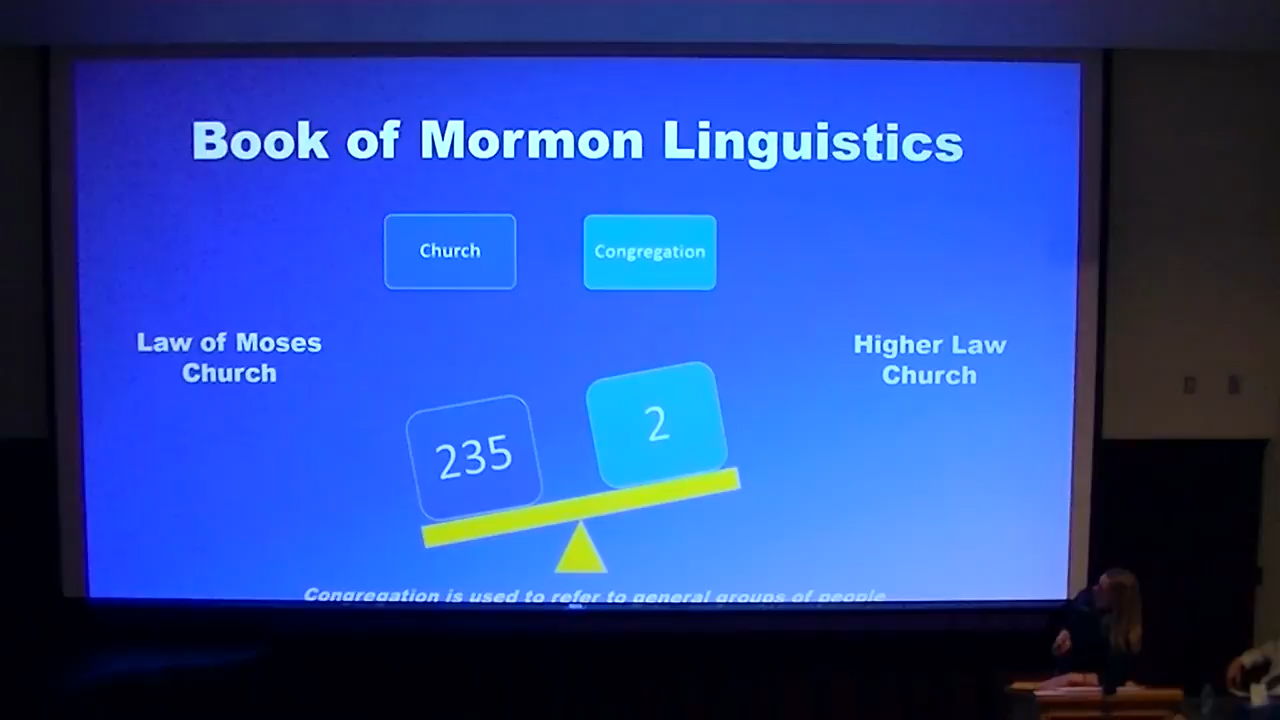 Book of Mormon Linguistics
Church
Congregation
Law of Moses
Church
Higher Law
Church
235
2
Congregation is used to refer to general groups of people